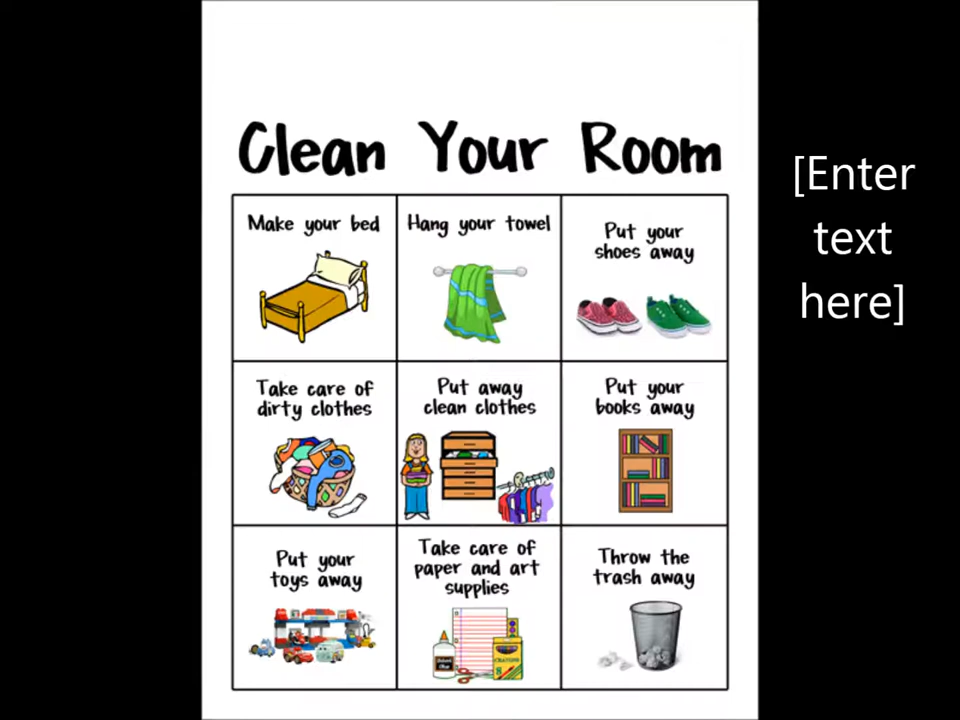 Clean Your Room
Make your bed
Hang your towel
Put your
shoes away
Take care of
dirty clothes
Put away
clean clothes
Put your
books away
Put your
toys away
Take care of
paper and art
supplies
Throw the
trash away
CRAYONS
8
[Enter
text
here]